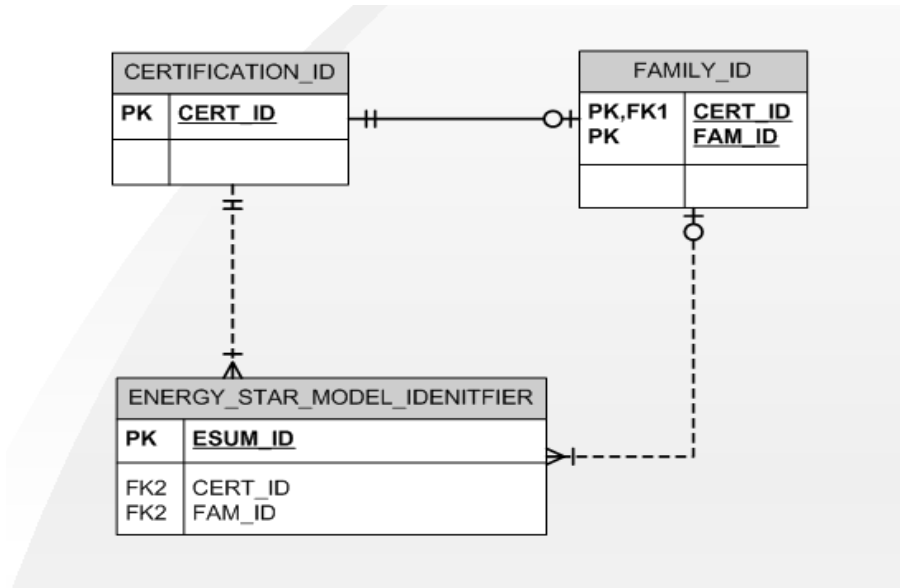 CERTIFICATION_ID
PK CERT_ID
FAMILY_ID
PK,FK1 CERT_ID
PK FAM_ID
ENERGY_STAR_MODEL_IDENITFIER
PK ESUM_ID
FK2 CERT_ID
FK2 FAM_ID